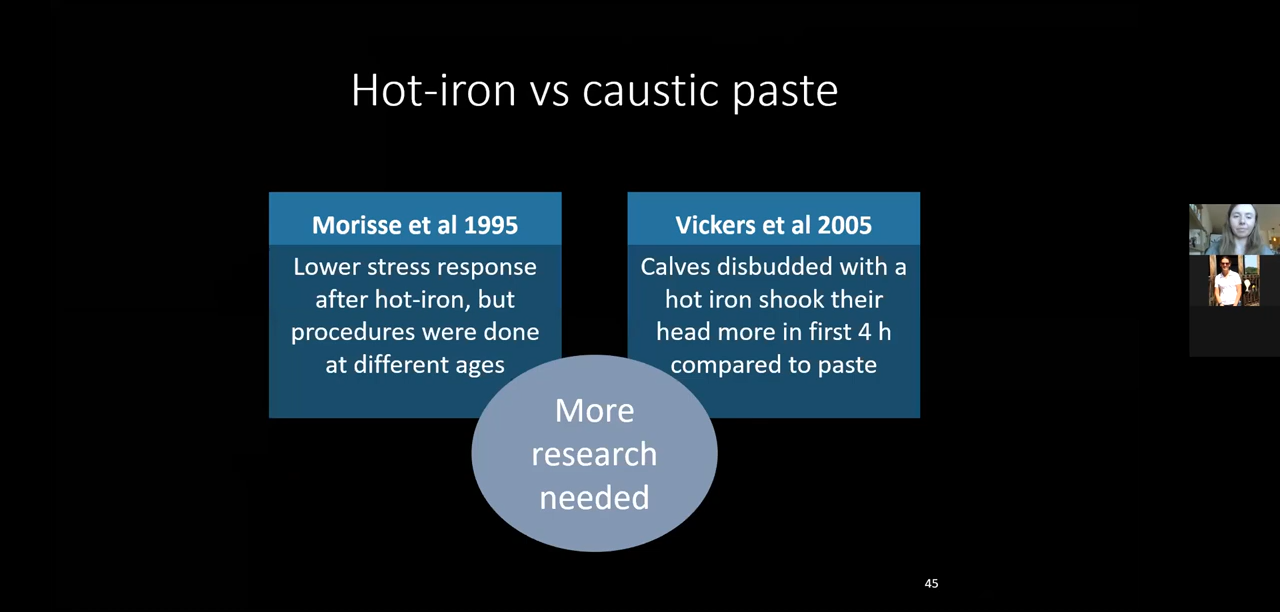 Hot-iron vs caustic paste
Morisse et al 1995
Lower stress response
after hot-iron, but
procedures were done
at different ages
Vickers et al 2005
Calves disbudded with a
hot iron shook their
head more in first 4 h
compared to paste
More
research
needed
45